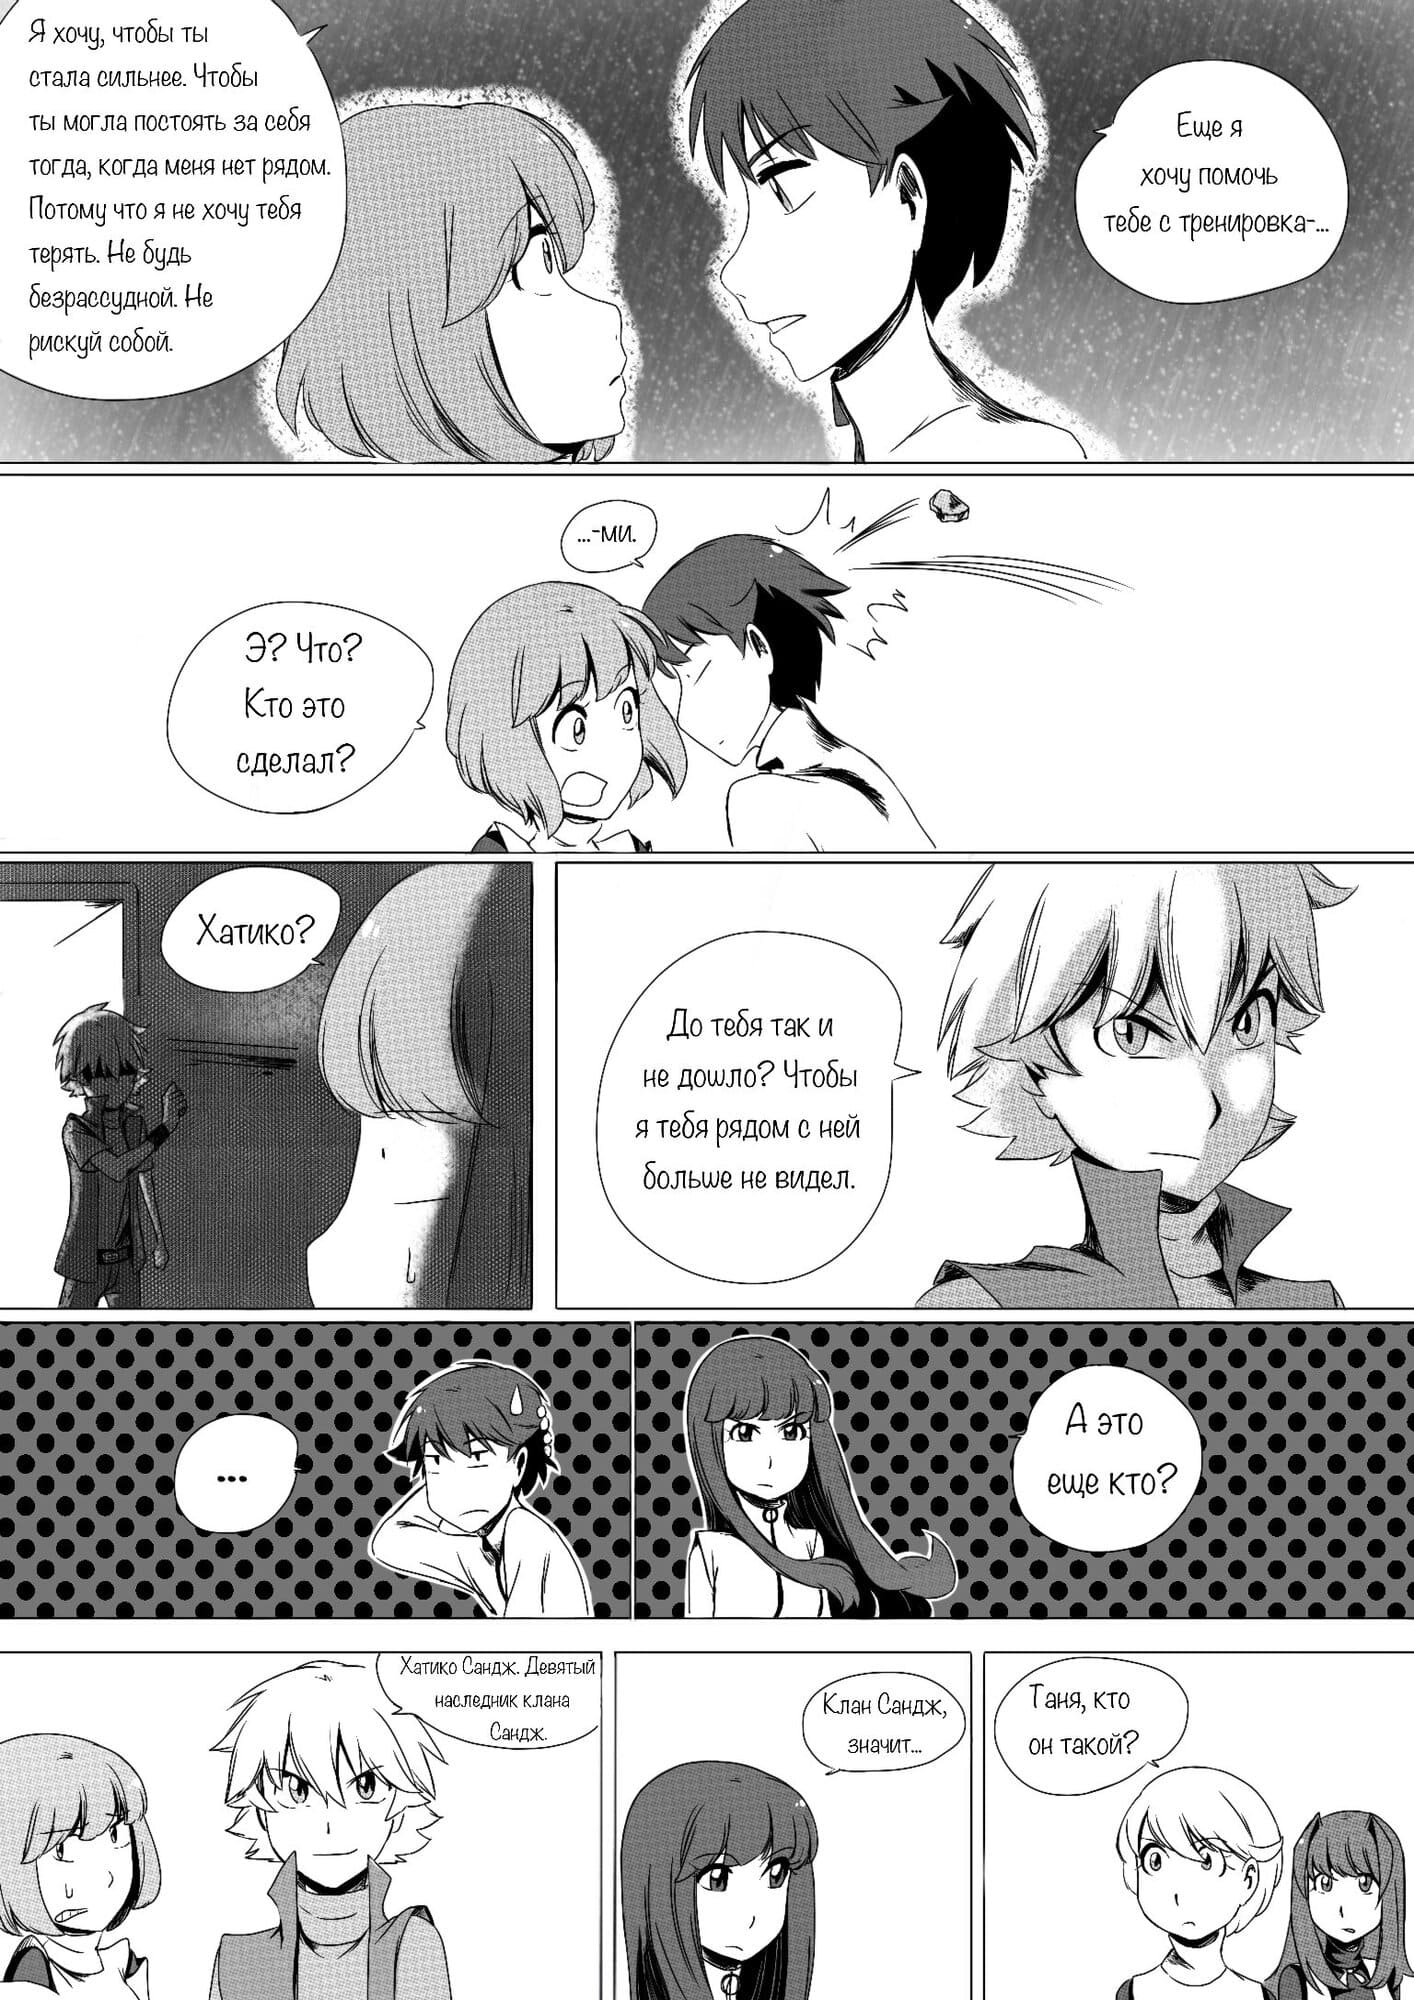 Я хочу, чтобы ты
стала сильнее. Чтобы
ты могла постоять за себя
тогда, когда меня нет рядом.
Потому что я не хочу тебя
терять. Не будь
безрассудной. Не
рискуй собой.
Еще я
хочу помочь
тебе с тренировка-...
...-ми.
Э? Что?
Кто это
сделал?
Хатико?
До тебя так и
не дошло? Чтобы
я тебя рядом с ней
больше не видел.
...
А это
еще кто?
Хатико Сандж. Девятый
наследник клана
Сандж.
Клан Сандж,
значит...
Таня, кто
он такой?